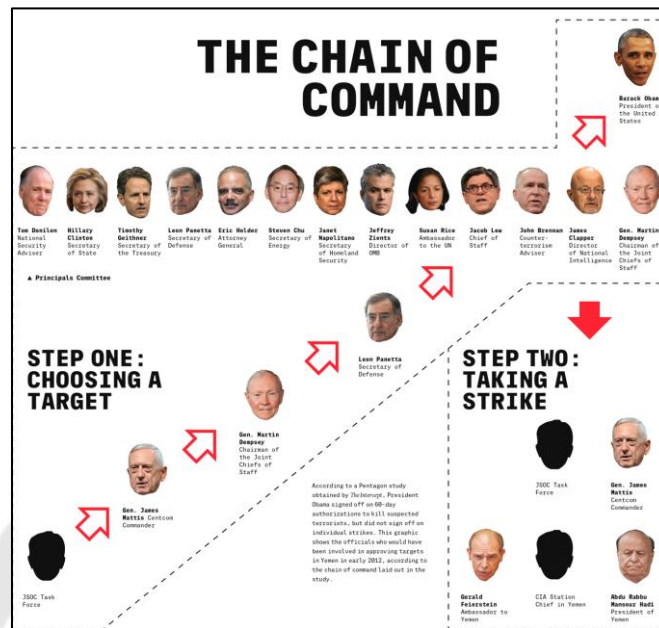 THE CHAIN OF
COMMAND
Barack Obama
President of
the United
States
Tom Donilon
National
Security
Adviser
Hillary
Clinton
Secretary
of State
Timothy
Geithner
Secretary of
the Treasury
Leon Panetta
Secretary of
Defense
Eric Holder
Attorney
General
Steven Chu
Secretary of
Energy
Janet
Napolitano
Secretary
of Homeland
Security
Jeffrey
Zients
Director of
OMB
Susan Rice
Ambassador
to the UN
Jacob Lew
Chief of
Staff
John Brennan
Counter-
terrorism
Adviser
James
Clapper
Director
of National
Intelligence
Gen. Martin
Dempsey
Chairman of
the Joint
Chiefs of
Staff
▲ Principals Committee
STEP ONE:
CHOOSING A
TARGET
Leon Panetta
Secretary of
Defense
Gen. Martin
Dempsey
Chairman of
the Joint
Chiefs of
Staff
Gen. James
Mattis Centcom
Commander
JSOC Task
Force
According to a Pentagon study
obtained by The Intercept, President
Obama signed off on 60-day
authorizations to kill suspected
terrorists, but did not sign off on
individual strikes. This graphic
shows the officials who would have
been involved in approving targets
in Yemen in early 2012, according to
the chain of command laid out in the
study.
STEP TWO:
TAKING A
STRIKE
JSOC Task
Force
Gen. James
Mattis
Centcom
Commander
Gerald
Feierstein
Ambassador to
Yemen
CIA Station
Chief in Yemen
Abdu Rabbu
Mansour Hadi
President of
Yemen